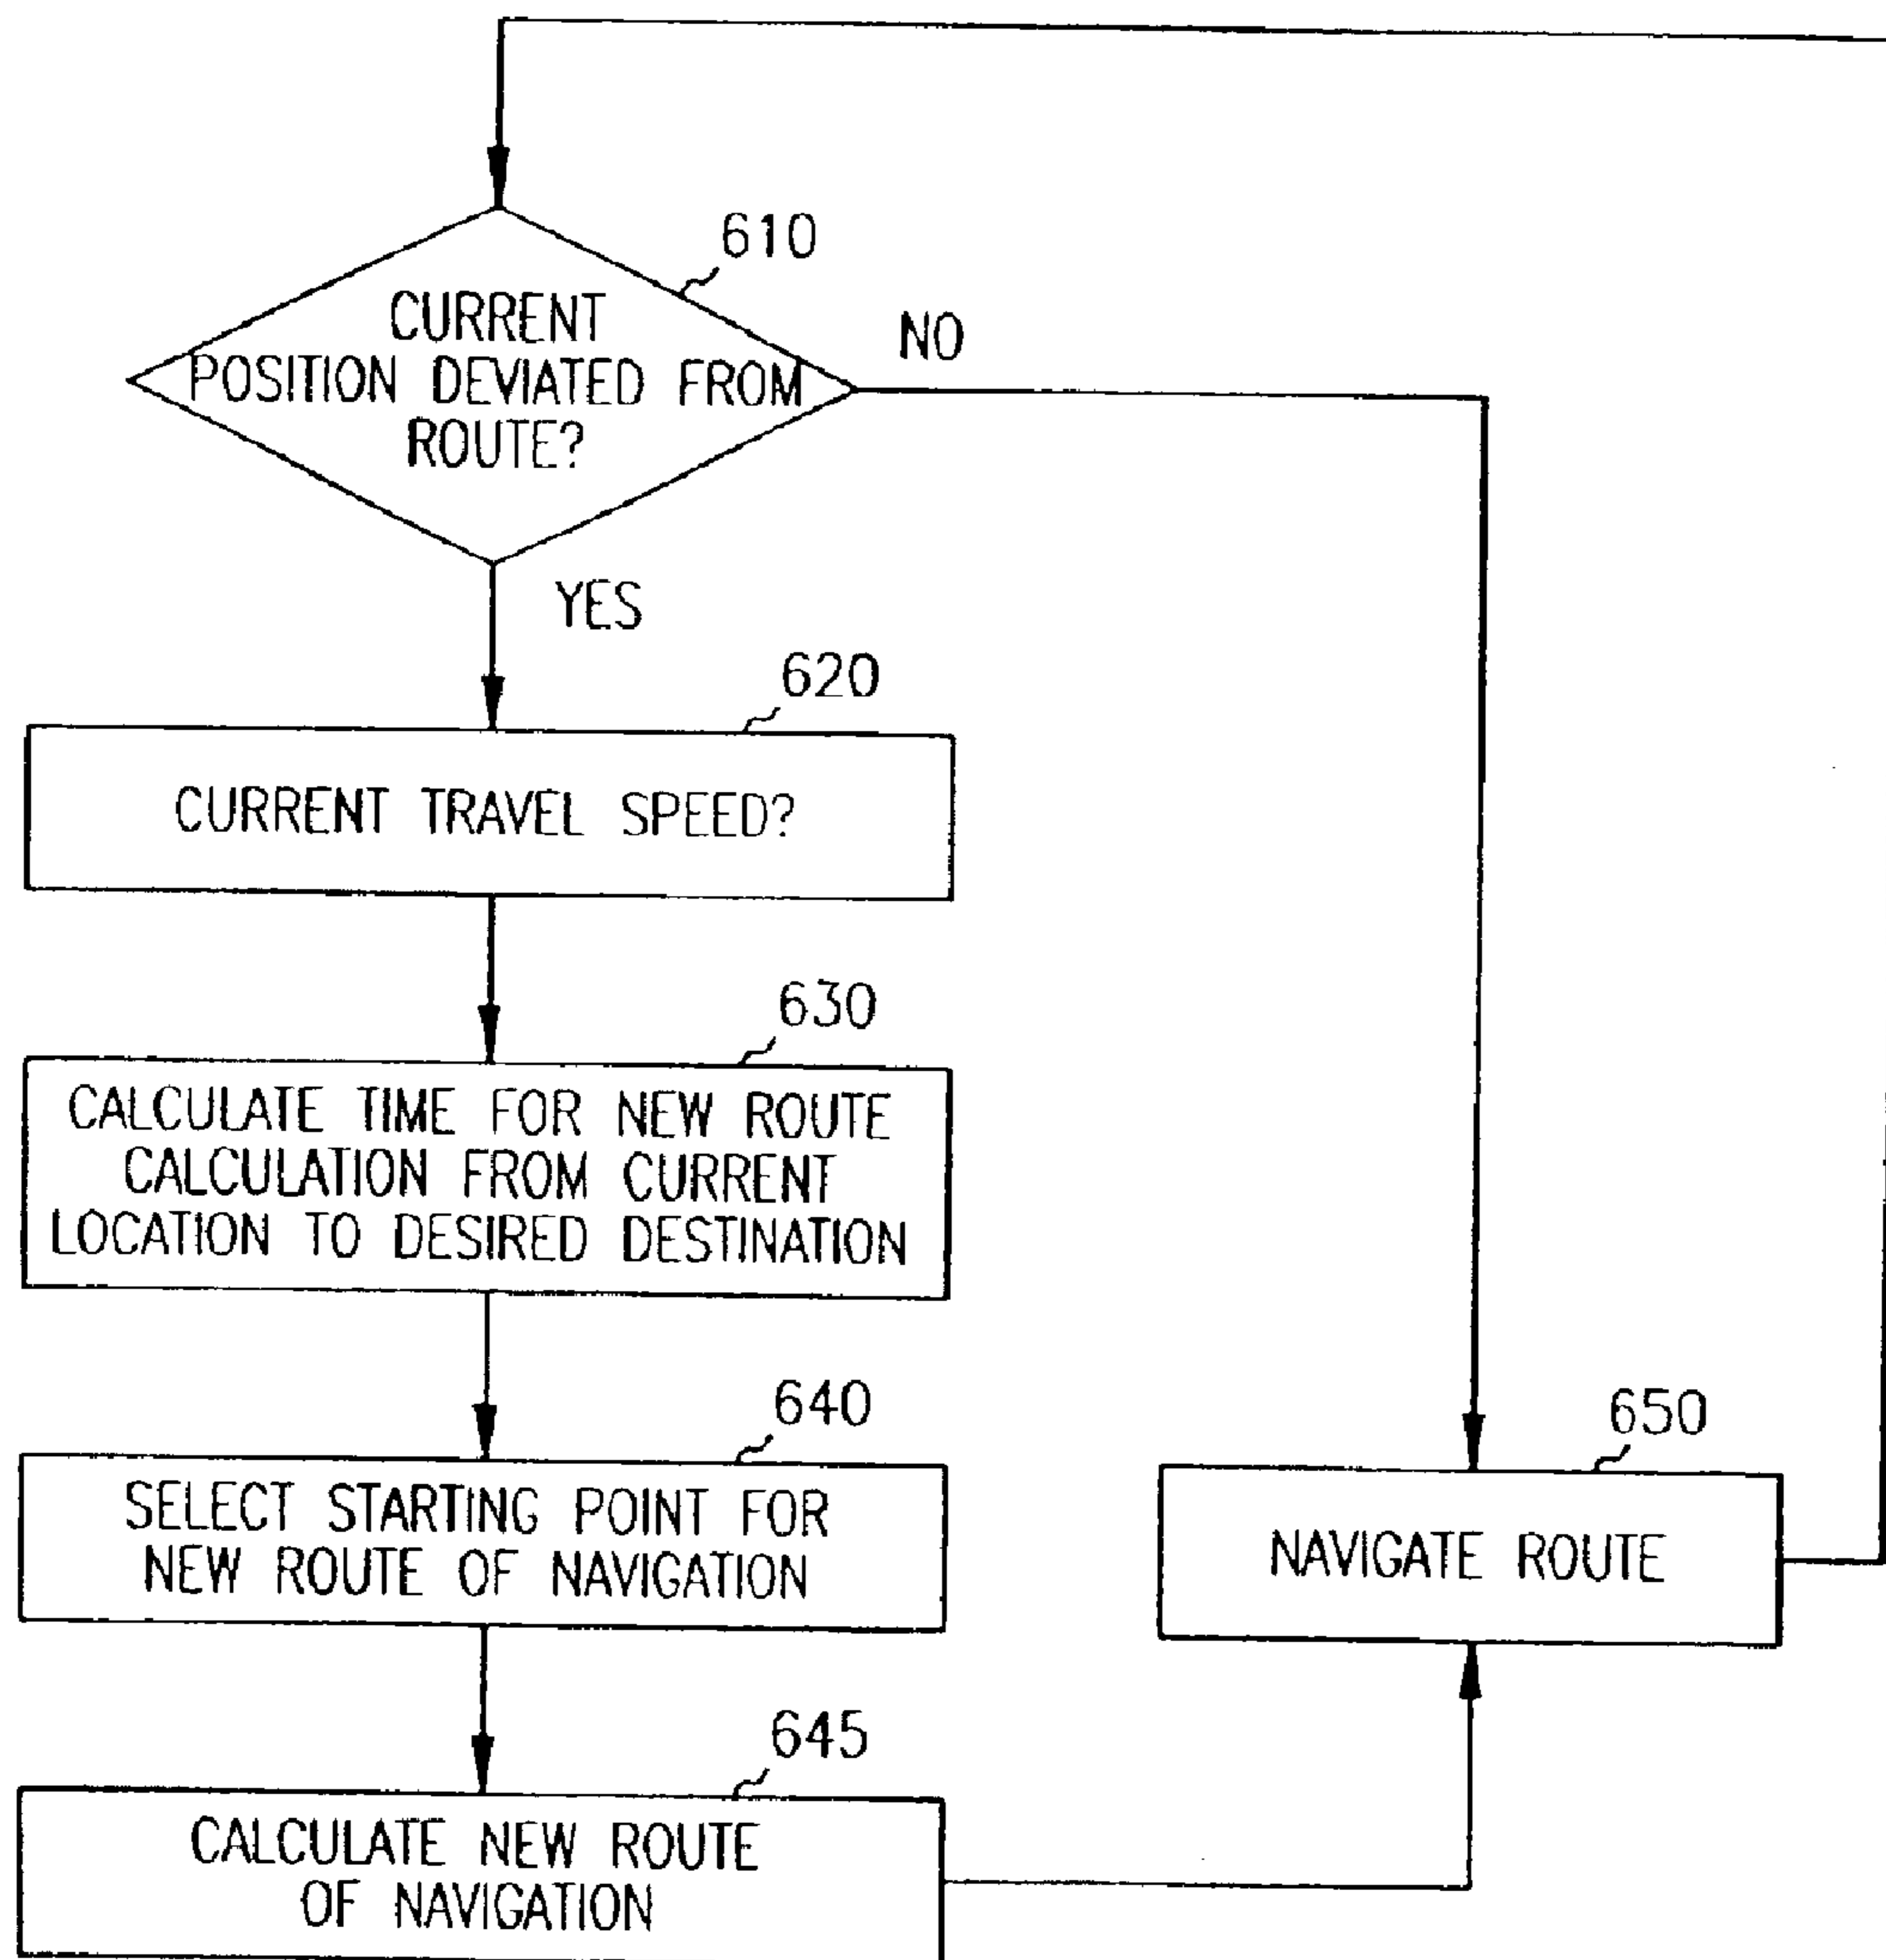 610
CURRENT
POSITION DEVIATED FROM
ROUTE?
NO
YES
620
CURRENT TRAVEL SPEED?
630
CALCULATE TIME FOR NEW ROUTE
CALCULATION FROM CURRENT
LOCATION TO DESIRED DESTINATION
640
SELECT STARTING POINT FOR
NEW ROUTE OF NAVIGATION
650
NAVIGATE ROUTE
645
CALCULATE NEW ROUTE
OF NAVIGATION